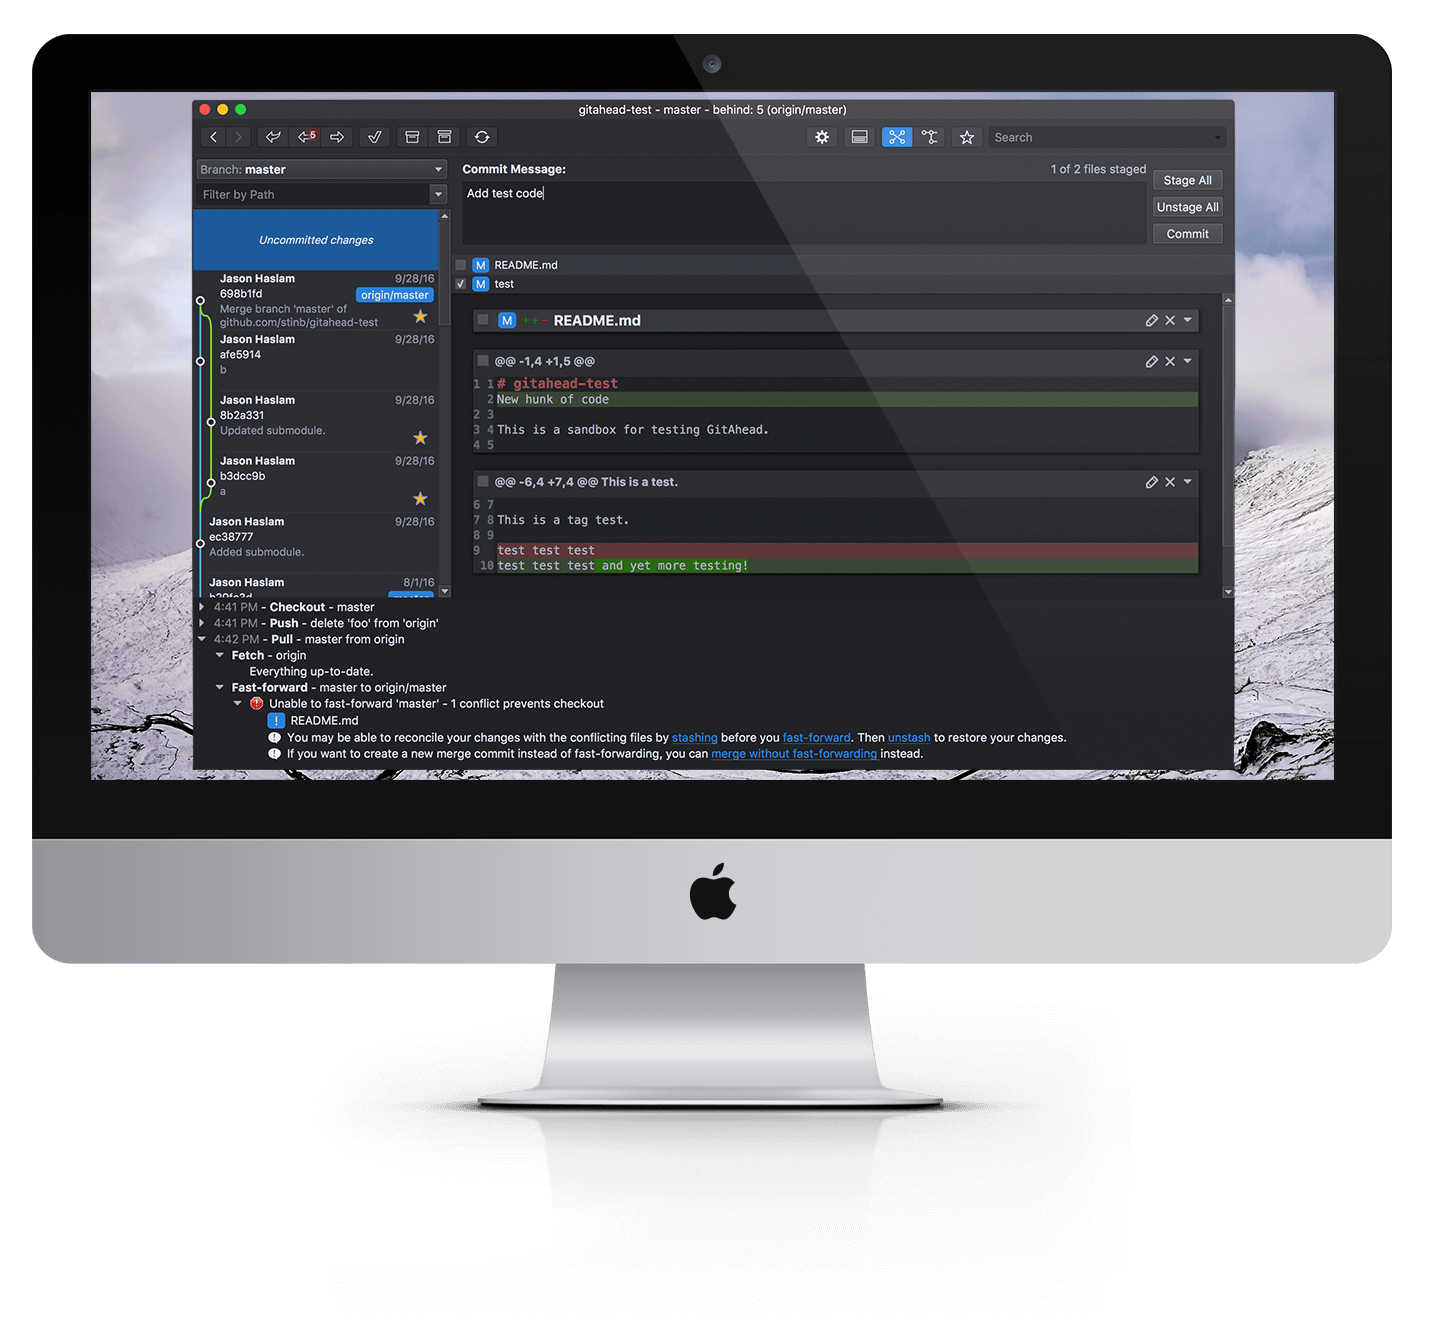 gitahead-test - master - behind: 5 (origin/master)
5
Search
Branch: master
Filter by Path
Commit Message:
1 of 2 files staged
Add test code
Stage All
Unstage All
Commit
Uncommitted changes
Jason Haslam 9/28/16
698b1fd origin/master
Merge branch 'master' of
github.com/stinb/gitahead-test
Jason Haslam 9/28/16
afe5914
b
Jason Haslam 9/28/16
8b2a331
Updated submodule.
Jason Haslam 9/28/16
b3dcc9b
a
Jason Haslam 9/28/16
ec38777
Added submodule.
Jason Haslam 8/1/16
master
M README.md
M test
M ++- README.md
@@ -1,4 +1,5 @@
1 1 # gitahead-test
2 New hunk of code
2 3
3 4 This is a sandbox for testing GitAhead.
4 5
@@ -6,4 +7,4 @@ This is a test.
6 7
7 8 This is a tag test.
8 9
9 test test test
10 test test test and yet more testing!
4:41 PM - Checkout - master
4:41 PM - Push - delete 'foo' from 'origin'
4:42 PM - Pull - master from origin
Fetch - origin
Everything up-to-date.
Fast-forward - master to origin/master
Unable to fast-forward 'master' - 1 conflict prevents checkout
! README.md
You may be able to reconcile your changes with the conflicting files by stashing before you fast-forward. Then unstash to restore your changes.
If you want to create a new merge commit instead of fast-forwarding, you can merge without fast-forwarding instead.